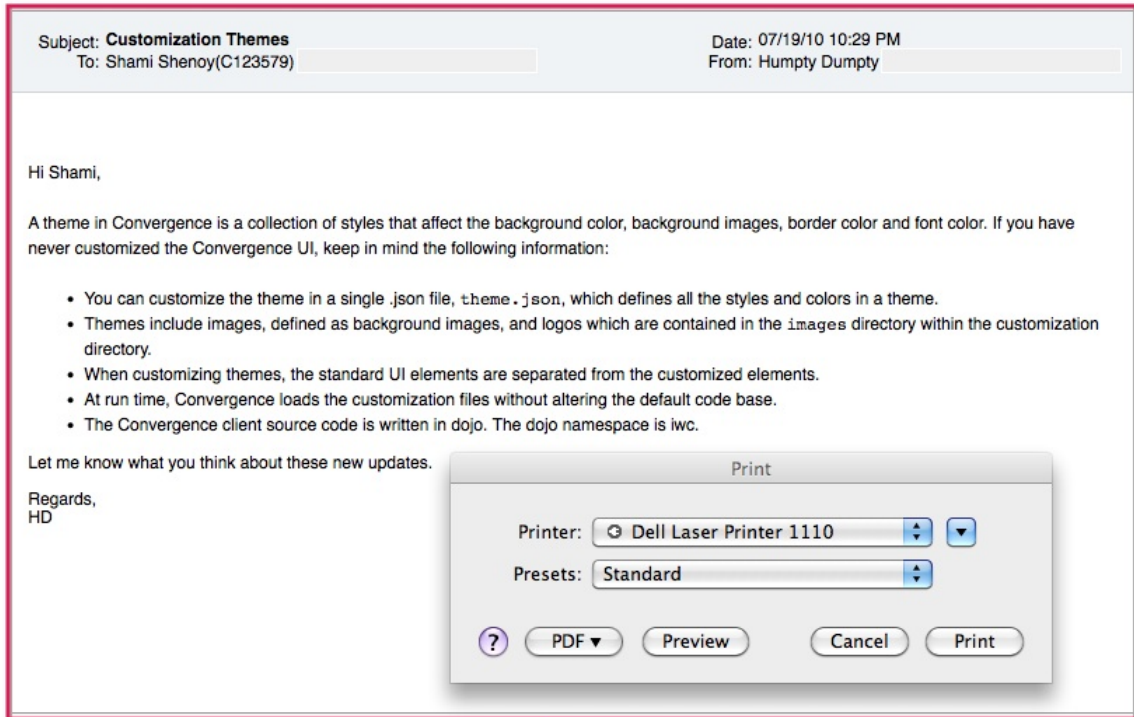 Subject: Customization Themes
To: Shami Shenoy(C123579)
Date: 07/19/10 10:29 PM
From: Humpty Dumpty
Hi Shami,
A theme in Convergence is a collection of styles that affect the background color, background images, border color and font color. If you have
never customized the Convergence UI, keep in mind the following information:
• You can customize the theme in a single .json file, theme.json, which defines all the styles and colors in a theme.
• Themes include images, defined as background images, and logos which are contained in the images directory within the customization
directory.
• When customizing themes, the standard UI elements are separated from the customized elements.
• At run time, Convergence loads the customization files without altering the default code base.
• The Convergence client source code is written in dojo. The dojo namespace is iwc.
Let me know what you think about these new updates.
Regards,
HD
Print
Printer: Dell Laser Printer 1110
Presets: Standard
? PDF ▼ Preview Cancel Print